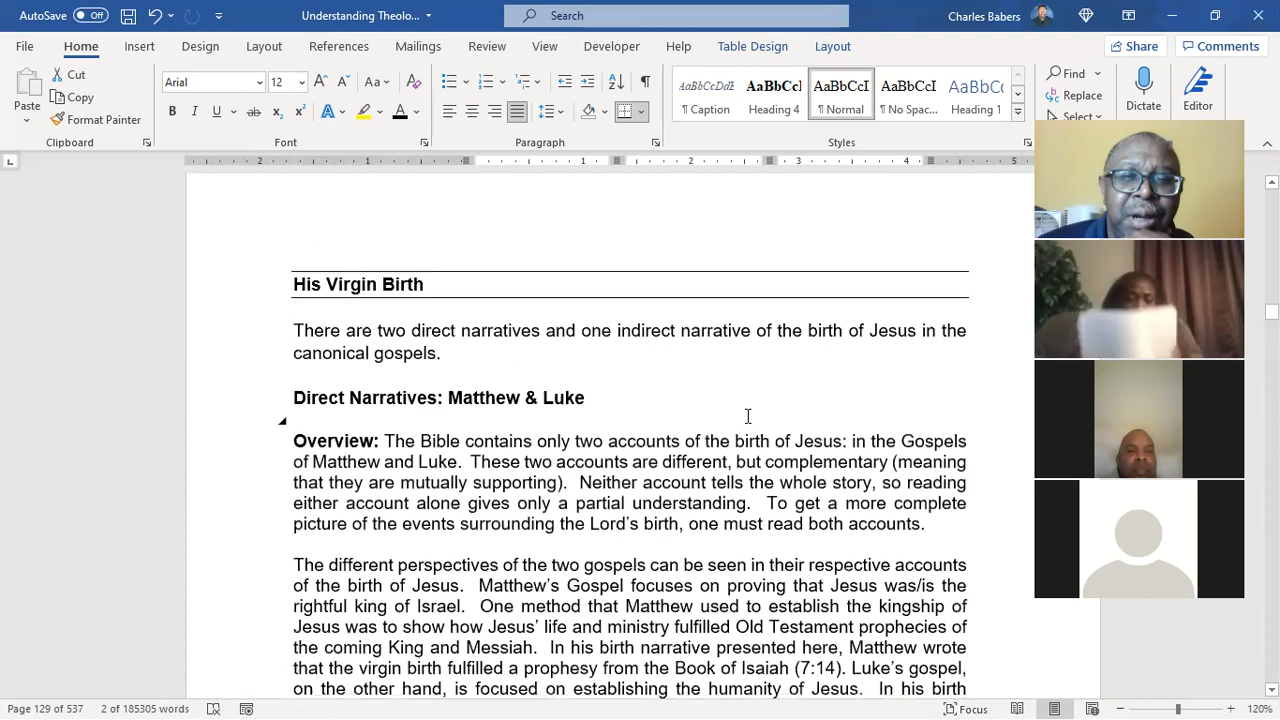 AutoSave Off Understanding Theolo... Search Charles Babers
File Home Insert Design Layout References Mailings Review View Developer Help Table Design Layout Share Comments
Paste Cut Copy Format Painter
Arial 12 Aa
B I U ab x₂ x² A A
AaBbCcDdE AaBbCcI AaBbCcI AaBbCcI AaBbCc
¶ Caption Heading 4 ¶ Normal ¶ No Spac... Heading 1
Find Replace Select
Dictate Editor
Clipboard Font Paragraph Styles
2 1 1 2 3 4 5
His Virgin Birth
There are two direct narratives and one indirect narrative of the birth of Jesus in the
canonical gospels.
Direct Narratives: Matthew & Luke
Overview: The Bible contains only two accounts of the birth of Jesus: in the Gospels
of Matthew and Luke. These two accounts are different, but complementary (meaning
that they are mutually supporting). Neither account tells the whole story, so reading
either account alone gives only a partial understanding. To get a more complete
picture of the events surrounding the Lord's birth, one must read both accounts.
The different perspectives of the two gospels can be seen in their respective accounts
of the birth of Jesus. Matthew's Gospel focuses on proving that Jesus was/is the
rightful king of Israel. One method that Matthew used to establish the kingship of
Jesus was to show how Jesus' life and ministry fulfilled Old Testament prophecies of
the coming King and Messiah. In his birth narrative presented here, Matthew wrote
that the virgin birth fulfilled a prophesy from the Book of Isaiah (7:14). Luke's gospel,
on the other hand, is focused on establishing the humanity of Jesus. In his birth
Page 129 of 537 2 of 185305 words Focus 120%